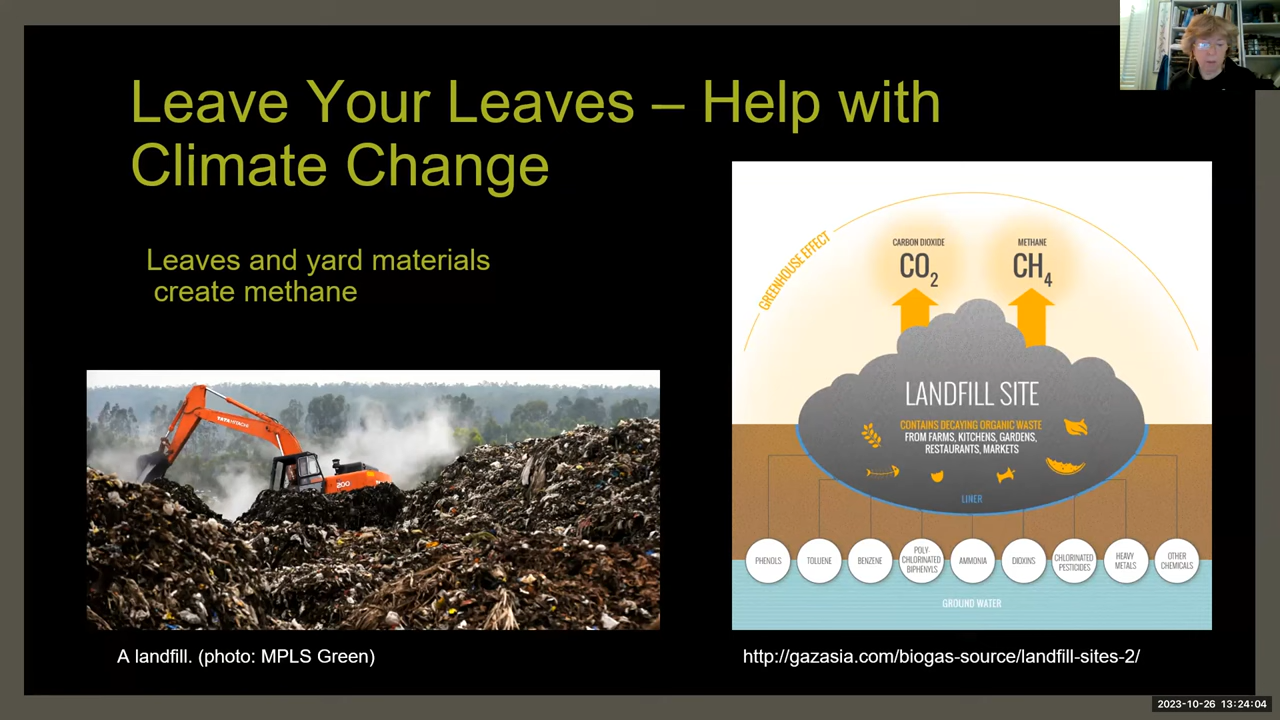 Leave Your Leaves – Help with
Climate Change
Leaves and yard materials
create methane
TATA HITACHI
200
A landfill. (photo: MPLS Green)
GREENHOUSE EFFECT
CARBON DIOXIDE
CO2
METHANE
CH4
LANDFILL SITE
CONTAINS DECAYING ORGANIC WASTE
FROM FARMS, KITCHENS, GARDENS,
RESTAURANTS, MARKETS
LINER
PHENOLS
TOLUENE
BENZENE
POLY-
CHLORINATED
BIPHENYLS
AMMONIA
DIOXINS
CHLORINATED
PESTICIDES
HEAVY
METALS
OTHER
CHEMICALS
GROUND WATER
http://gazasia.com/biogas-source/landfill-sites-2/
2023-10-26 13:24:04